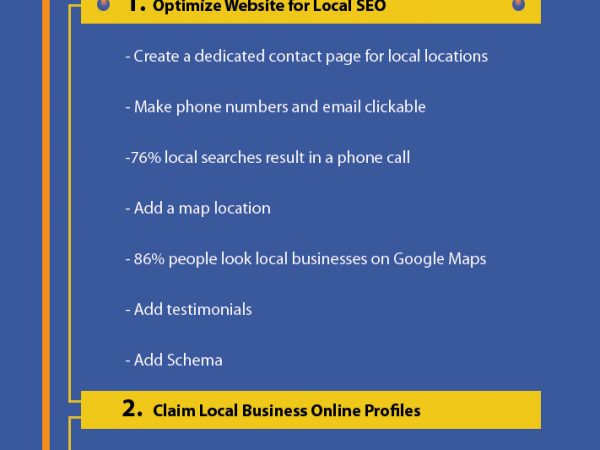 1. Optimize Website for Local SEO
- Create a dedicated contact page for local locations
- Make phone numbers and email clickable
-76% local searches result in a phone call
- Add a map location
- 86% people look local businesses on Google Maps
- Add testimonials
- Add Schema
2. Claim Local Business Online Profiles